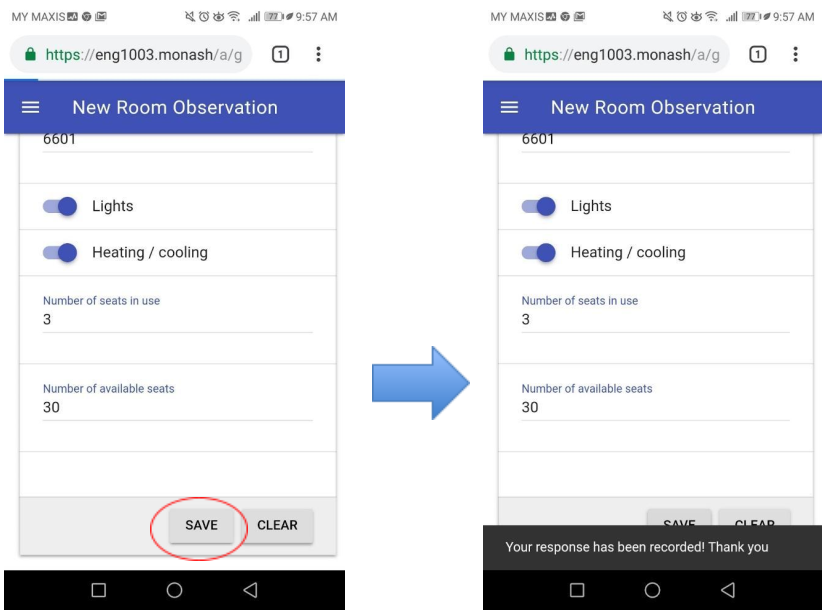 MY MAXIS 77 9:57 AM
https://eng1003.monash/a/g 1
New Room Observation
6601
Lights
Heating / cooling
Number of seats in use
3
Number of available seats
30
SAVE CLEAR
MY MAXIS 77 9:57 AM
https://eng1003.monash/a/g 1
New Room Observation
6601
Lights
Heating / cooling
Number of seats in use
3
Number of available seats
30
SAVE CLEAR
Your response has been recorded! Thank you